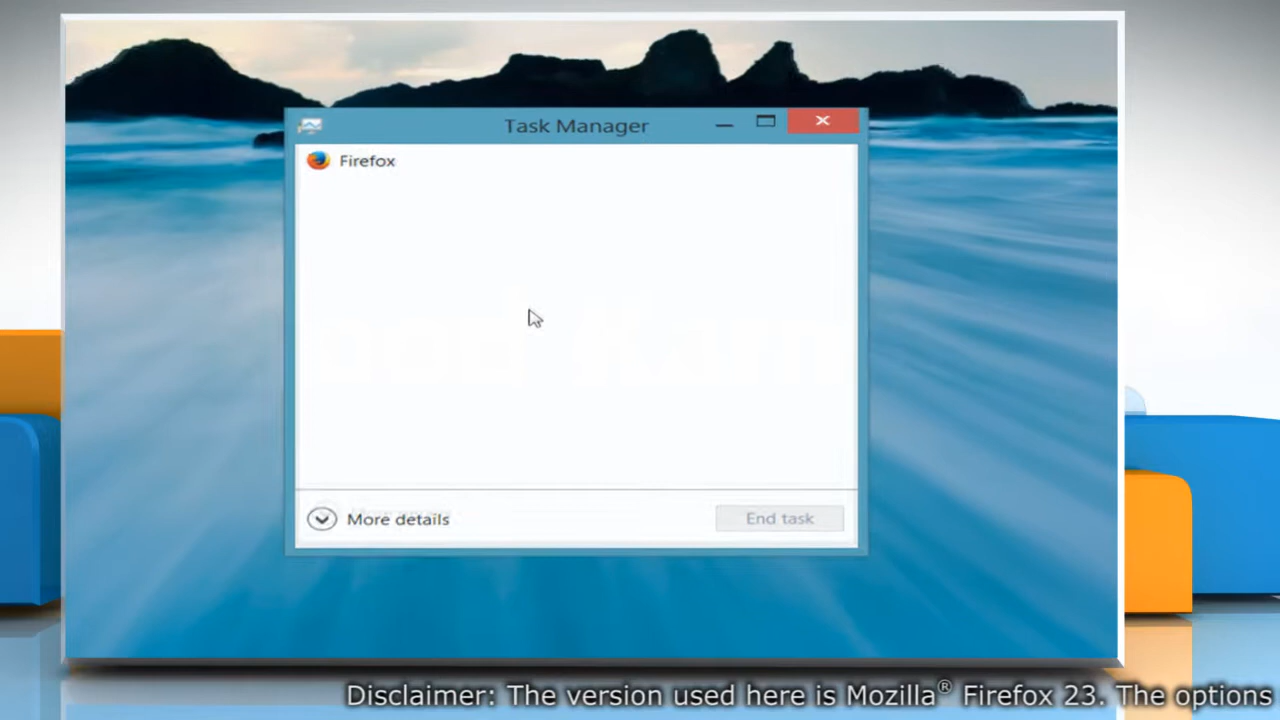 Task Manager
Firefox
More details
End task
Disclaimer: The version used here is Mozilla® Firefox 23. The options